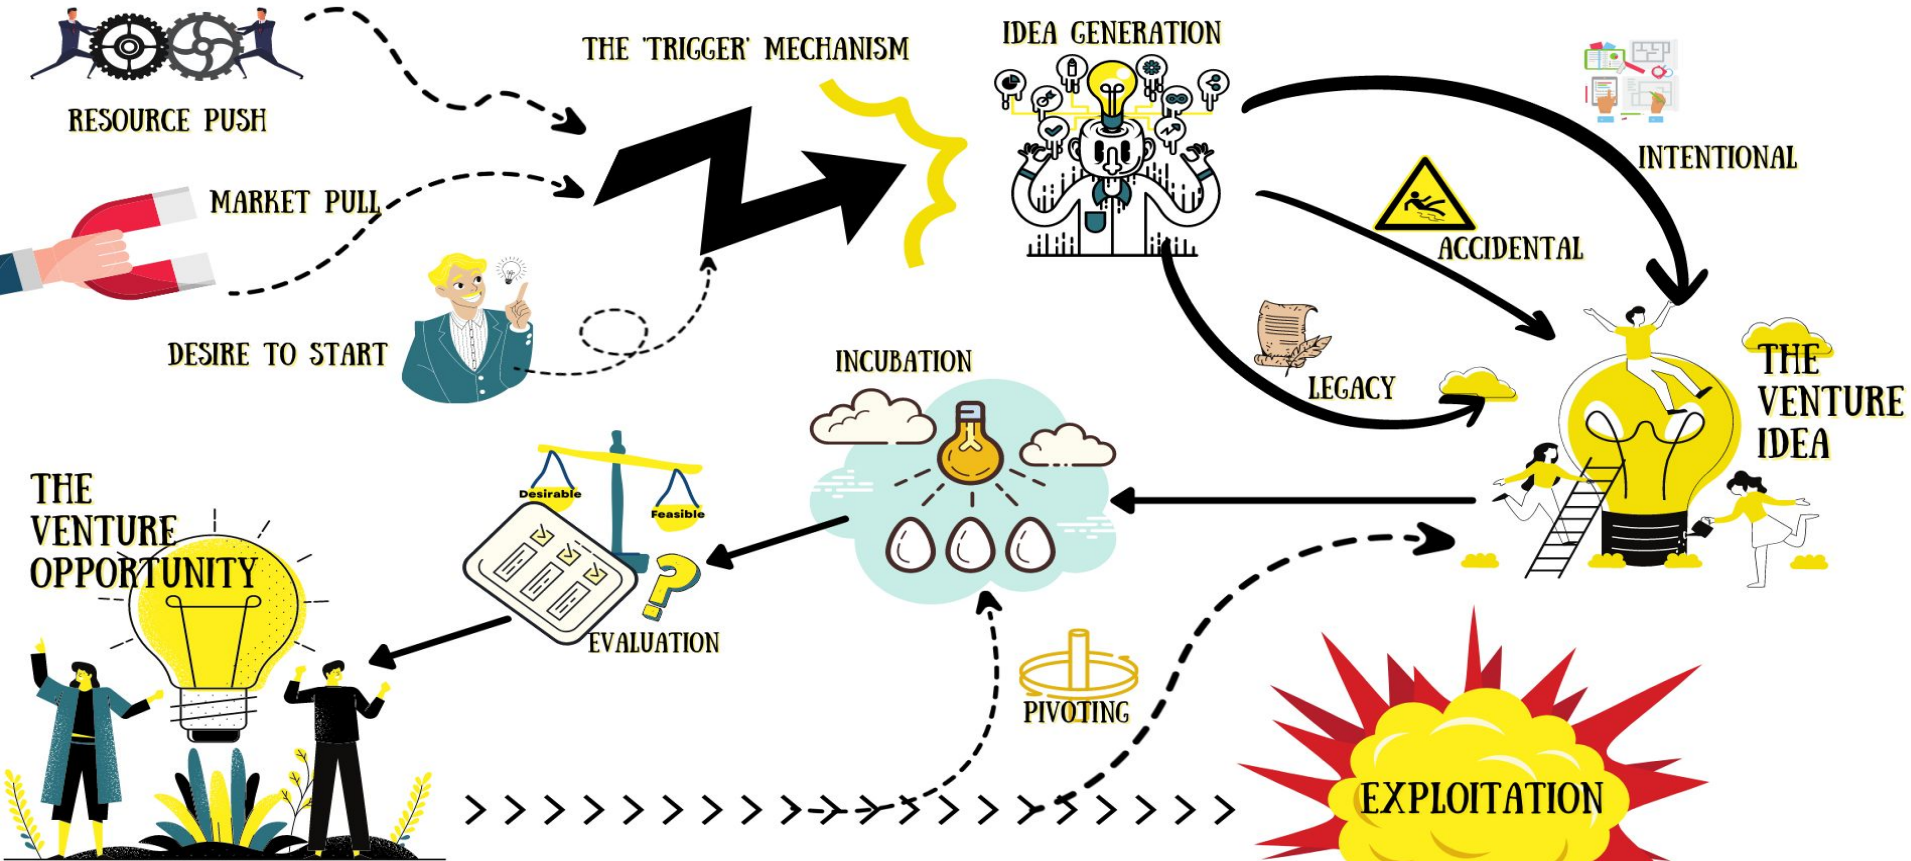 RESOURCE PUSH
THE 'TRIGGER' MECHANISM
IDEA GENERATION
INTENTIONAL
MARKET PULL
ACCIDENTAL
DESIRE TO START
LEGACY
THE
VENTURE
IDEA
INCUBATION
Desirable
Feasible
EVALUATION
THE
VENTURE
OPPORTUNITY
PIVOTING
EXPLOITATION